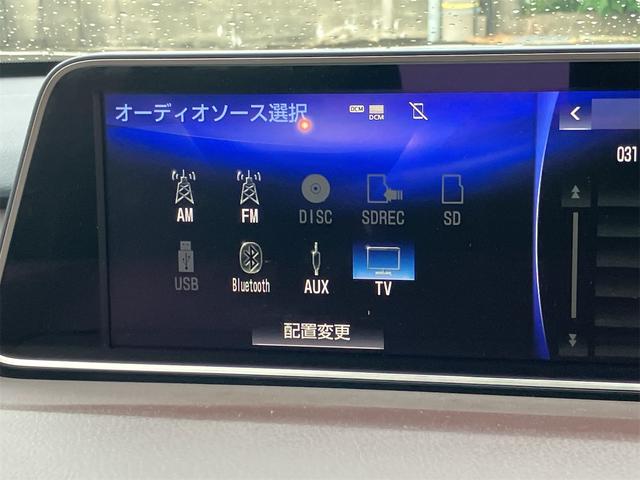 オーディオソース選択 DCM DCM
031
AM FM DISC SDREC SD
USB Bluetooth AUX TV
配置変更